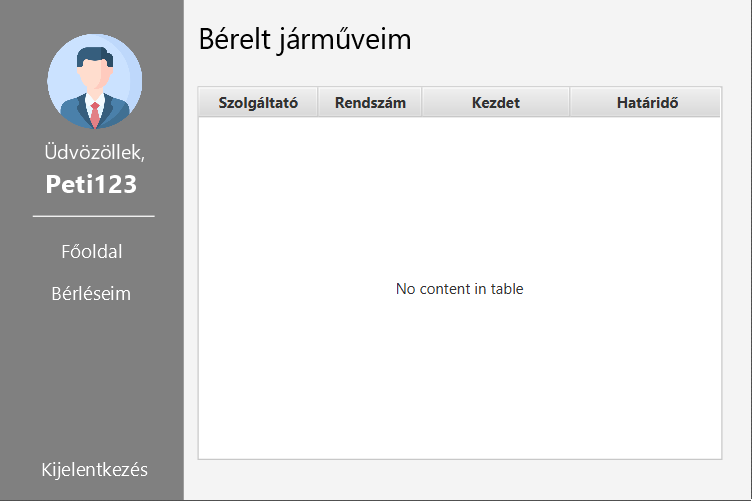 Üdvözöllek,
Peti123
Főoldal
Bérléseim
Kijelentkezés
Bérelt járműveim
Szolgáltató Rendszám Kezdet Határidő
No content in table